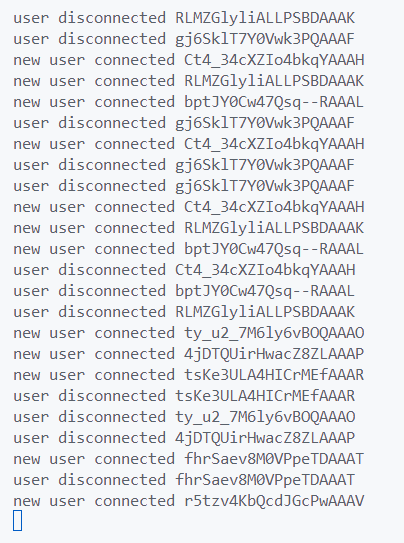 user disconnected RLMZGlyliALLPSBDAAAK
user disconnected gj6SklT7Y0Vwk3PQAAAF
new user connected Ct4_34cXZIo4bkqYAAAH
new user connected RLMZGlyliALLPSBDAAAK
new user connected bptJY0Cw47Qsq--RAAAL
user disconnected gj6SklT7Y0Vwk3PQAAAF
new user connected Ct4_34cXZIo4bkqYAAAH
user disconnected gj6SklT7Y0Vwk3PQAAAF
user disconnected gj6SklT7Y0Vwk3PQAAAF
new user connected Ct4_34cXZIo4bkqYAAAH
new user connected RLMZGlyliALLPSBDAAAK
new user connected bptJY0Cw47Qsq--RAAAL
user disconnected Ct4_34cXZIo4bkqYAAAH
user disconnected bptJY0Cw47Qsq--RAAAL
user disconnected RLMZGlyliALLPSBDAAAK
new user connected ty_u2_7M6ly6vBOQAAAO
new user connected 4jDTQUirHwacZ8ZLAAAP
new user connected tsKe3ULA4HICrMEfAAAR
user disconnected tsKe3ULA4HICrMEfAAAR
user disconnected ty_u2_7M6ly6vBOQAAAO
user disconnected 4jDTQUirHwacZ8ZLAAAP
new user connected fhrSaev8M0VPpeTDAAAT
user disconnected fhrSaev8M0VPpeTDAAAT
new user connected r5tzv4KbQcdJGcPwAAAV